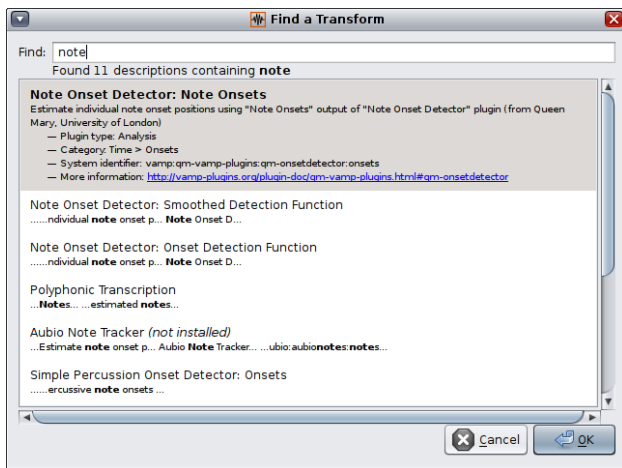 Find a Transform
Find: note
Found 11 descriptions containing note
Note Onset Detector: Note Onsets
Estimate individual note onset positions using "Note Onsets" output of "Note Onset Detector" plugin (from Queen
Mary, University of London)
— Plugin type: Analysis
— Category: Time > Onsets
— System identifier: vamp:qm-vamp-plugins:qm-onsetdetector:onsets
— More information: http://vamp-plugins.org/plugin-doc/qm-vamp-plugins.html#qm-onsetdetector
Note Onset Detector: Smoothed Detection Function
......ndividual note onset p... Note Onset D...
Note Onset Detector: Onset Detection Function
......ndividual note onset p... Note Onset D...
Polyphonic Transcription
...Notes... ...estimated notes...
Aubio Note Tracker (not installed)
...Estimate note onset p... Aubio Note Tracker... ...ubio:aubionotes:notes...
Simple Percussion Onset Detector: Onsets
......ercussive note onsets ...
Cancel
OK